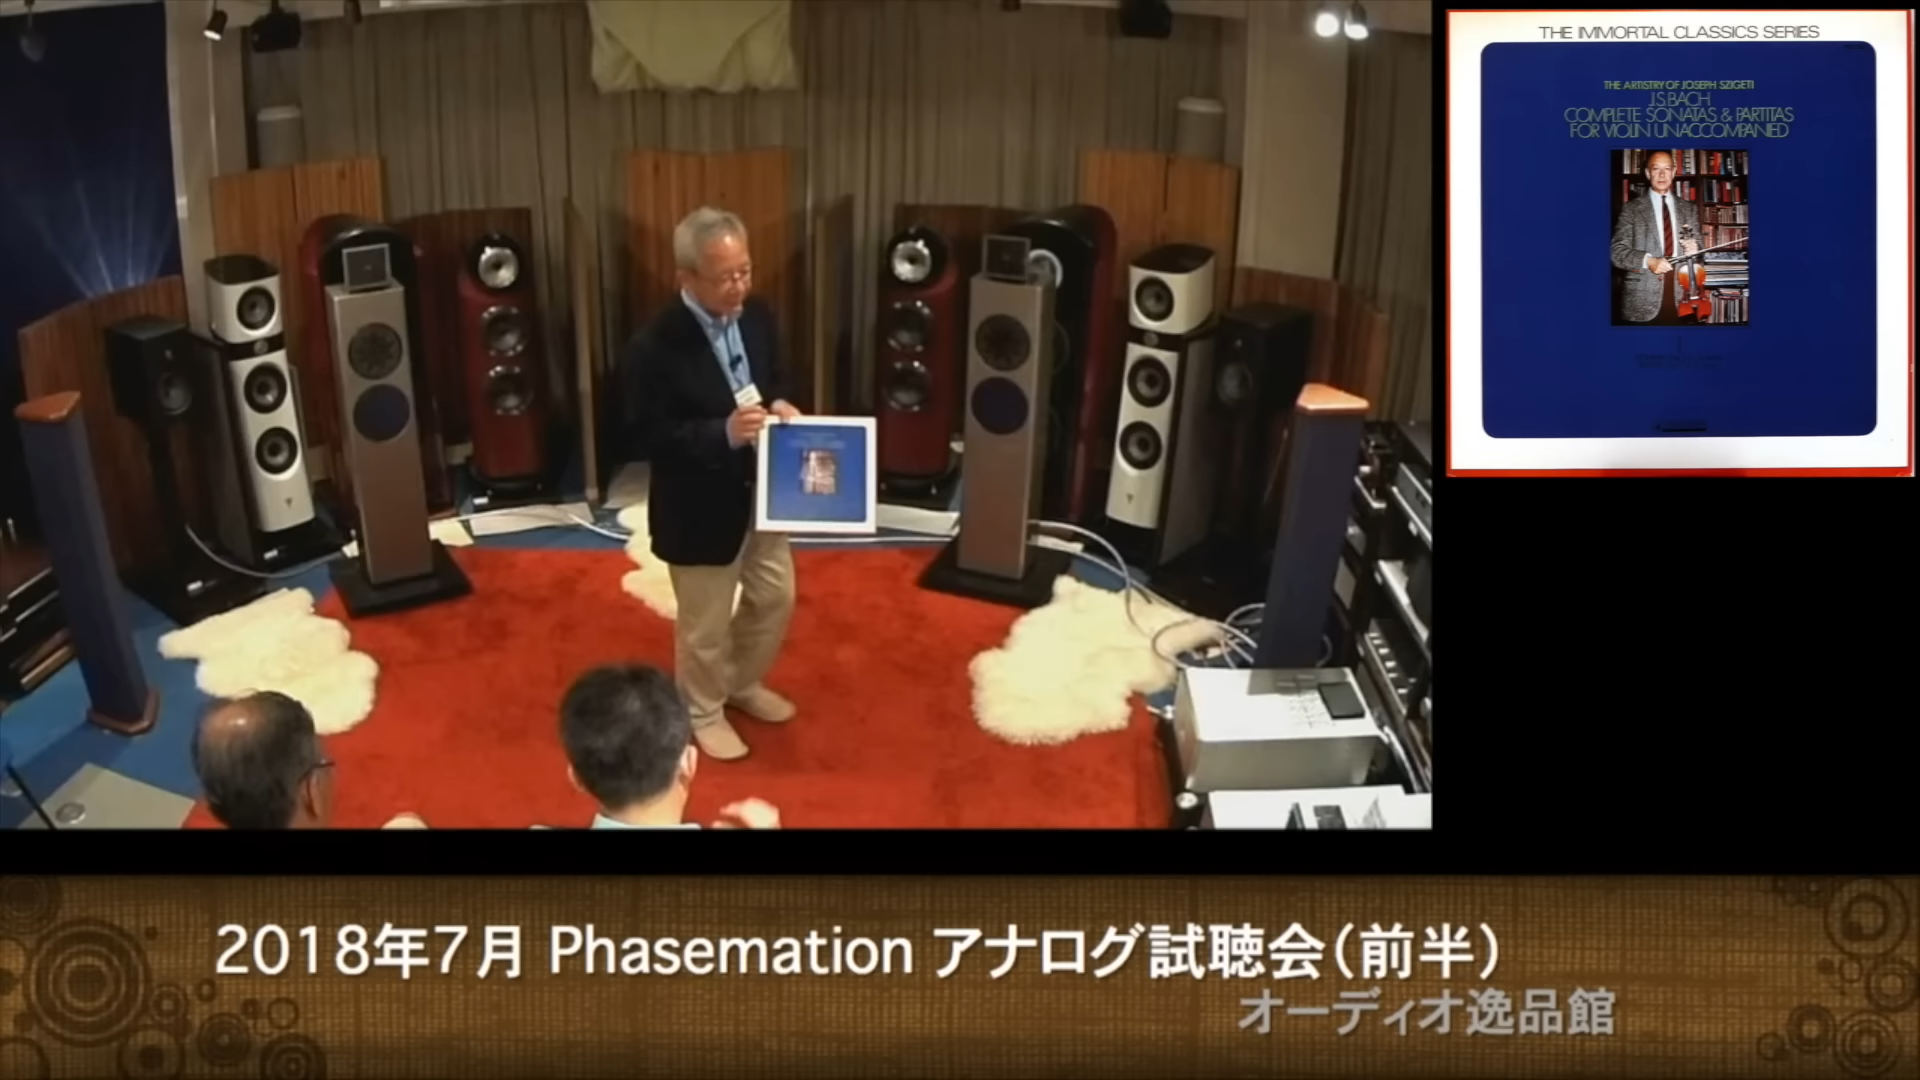 THE IMMORTAL CLASSICS SERIES
THE ARTISTRY OF JOSEPH SZIGETI
J.S.BACH
COMPLETE SONATAS & PARTITAS
FOR VIOLIN UNACCOMPANIED
2018年7月 Phasemation アナログ試聴会（前半）
オーディオ逸品館